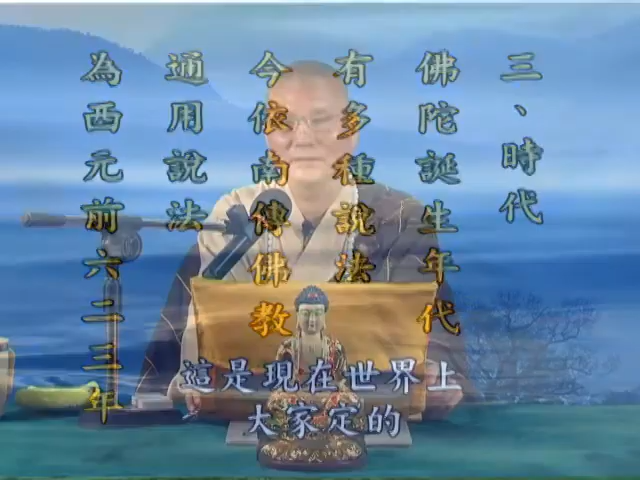 三、時代
佛陀誕生年代
有多種說法
今依南傳佛教
通用說法
為西元前六二三年
這是現在世界上
大家定的